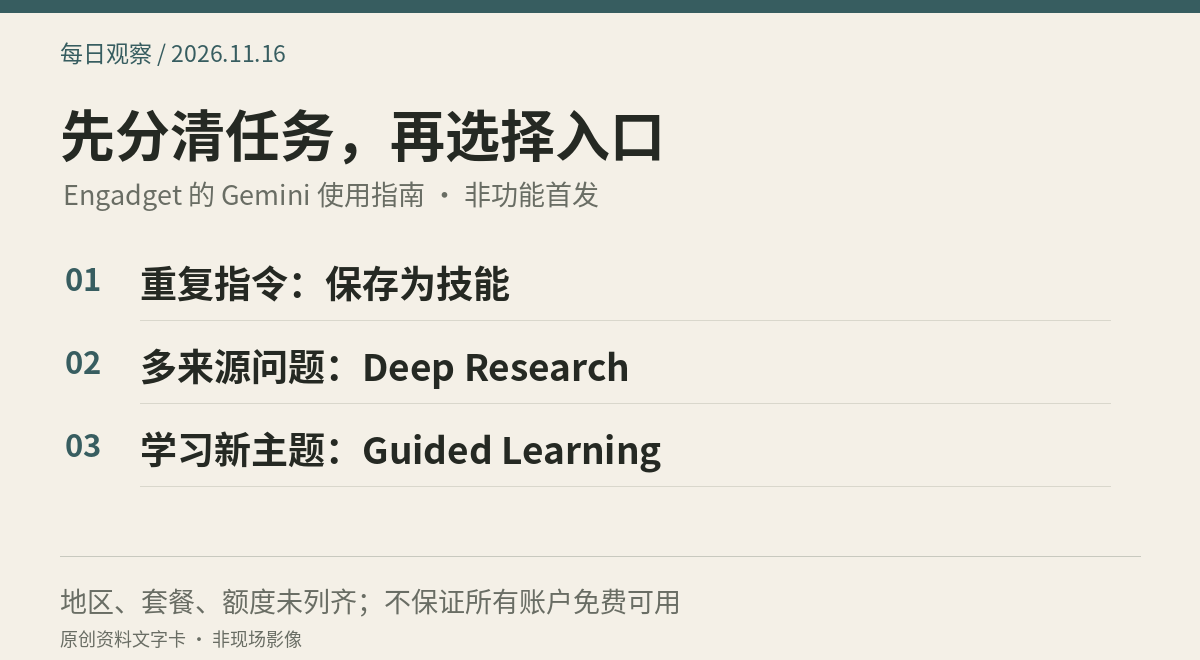 每日观察 / 2026.11.16
先分清任务，再选择入口
Engadget 的 Gemini 使用指南 · 非功能首发
01 重复指令：保存为技能
02 多来源问题：Deep Research
03 学习新主题：Guided Learning
地区、套餐、额度未列齐；不保证所有账户免费可用
原创资料文字卡 · 非现场影像